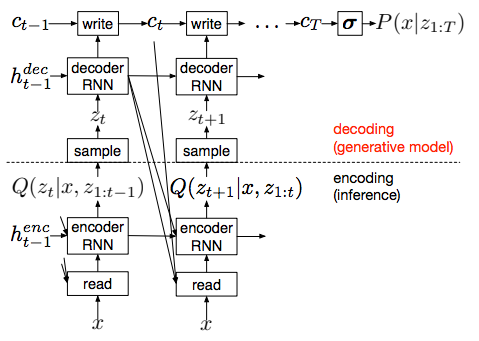 c_{t-1} write c_t write ... c_T σ P(x|z_{1:T})
h_{t-1}^{dec} decoder RNN decoder RNN
z_t z_{t+1}
sample sample
decoding
(generative model)
encoding
(inference)
Q(z_t|x, z_{1:t-1}) Q(z_{t+1}|x, z_{1:t})
h_{t-1}^{enc} encoder RNN encoder RNN
read read
x x